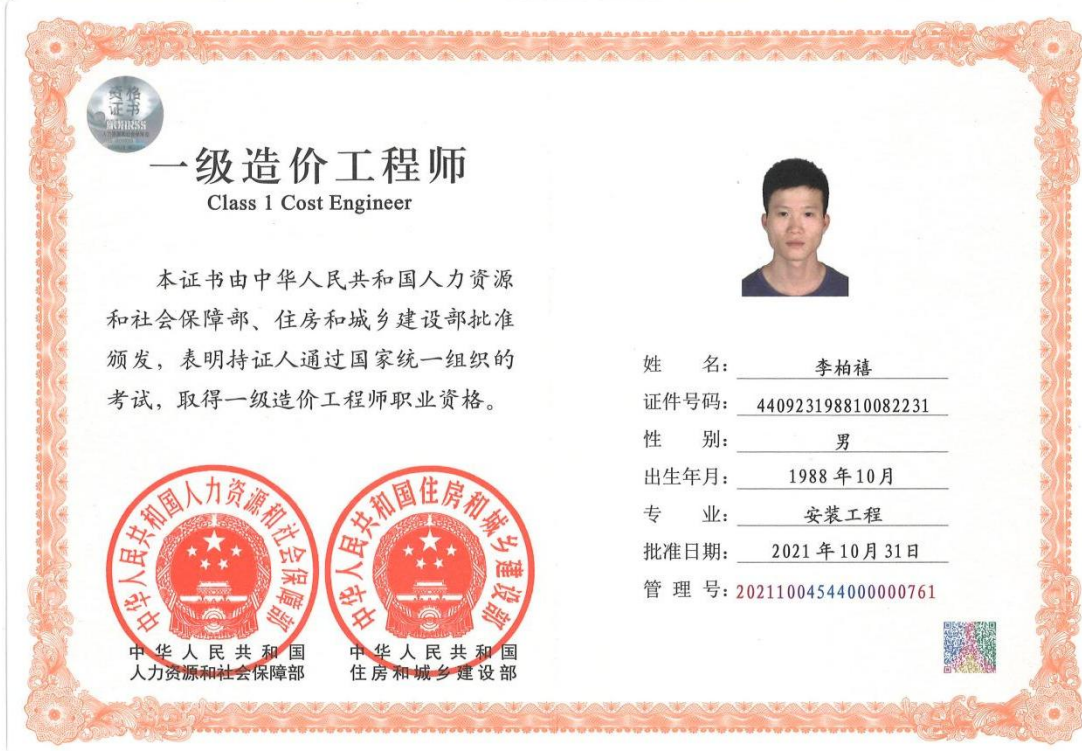 资格
证书
MOHRSS
一级造价工程师
Class 1 Cost Engineer
本证书由中华人民共和国人力资源
和社会保障部、住房和城乡建设部批准
颁发，表明持证人通过国家统一组织的
考试，取得一级造价工程师职业资格。
中华人民共和国人力资源和社会保障部
中华人民共和国
人力资源和社会保障部
中华人民共和国住房和城乡建设部
中华人民共和国
住房和城乡建设部
姓 名：李柏禧
证件号码：440923198810082231
性 别：男
出生年月：1988年10月
专 业：安装工程
批准日期：2021年10月31日
管 理 号：20211004544000000761